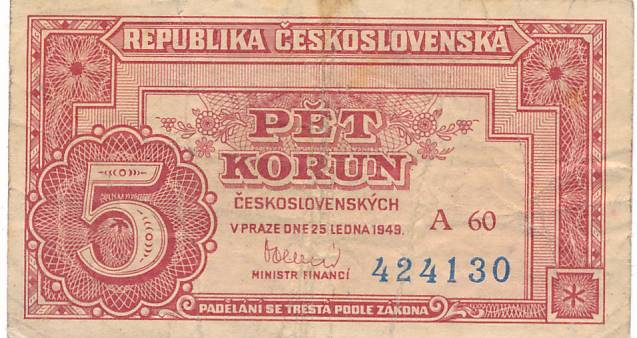 REPUBLIKA ČESKOSLOVENSKÁ
PĚT
KORUN
ČESKOSLOVENSKÝCH
A 60
V PRAZE DNE 25 LEDNA 1949.
MINISTR FINANCÍ
424130
5
PADĚLÁNÍ SE TRESTÁ PODLE ZÁKONA